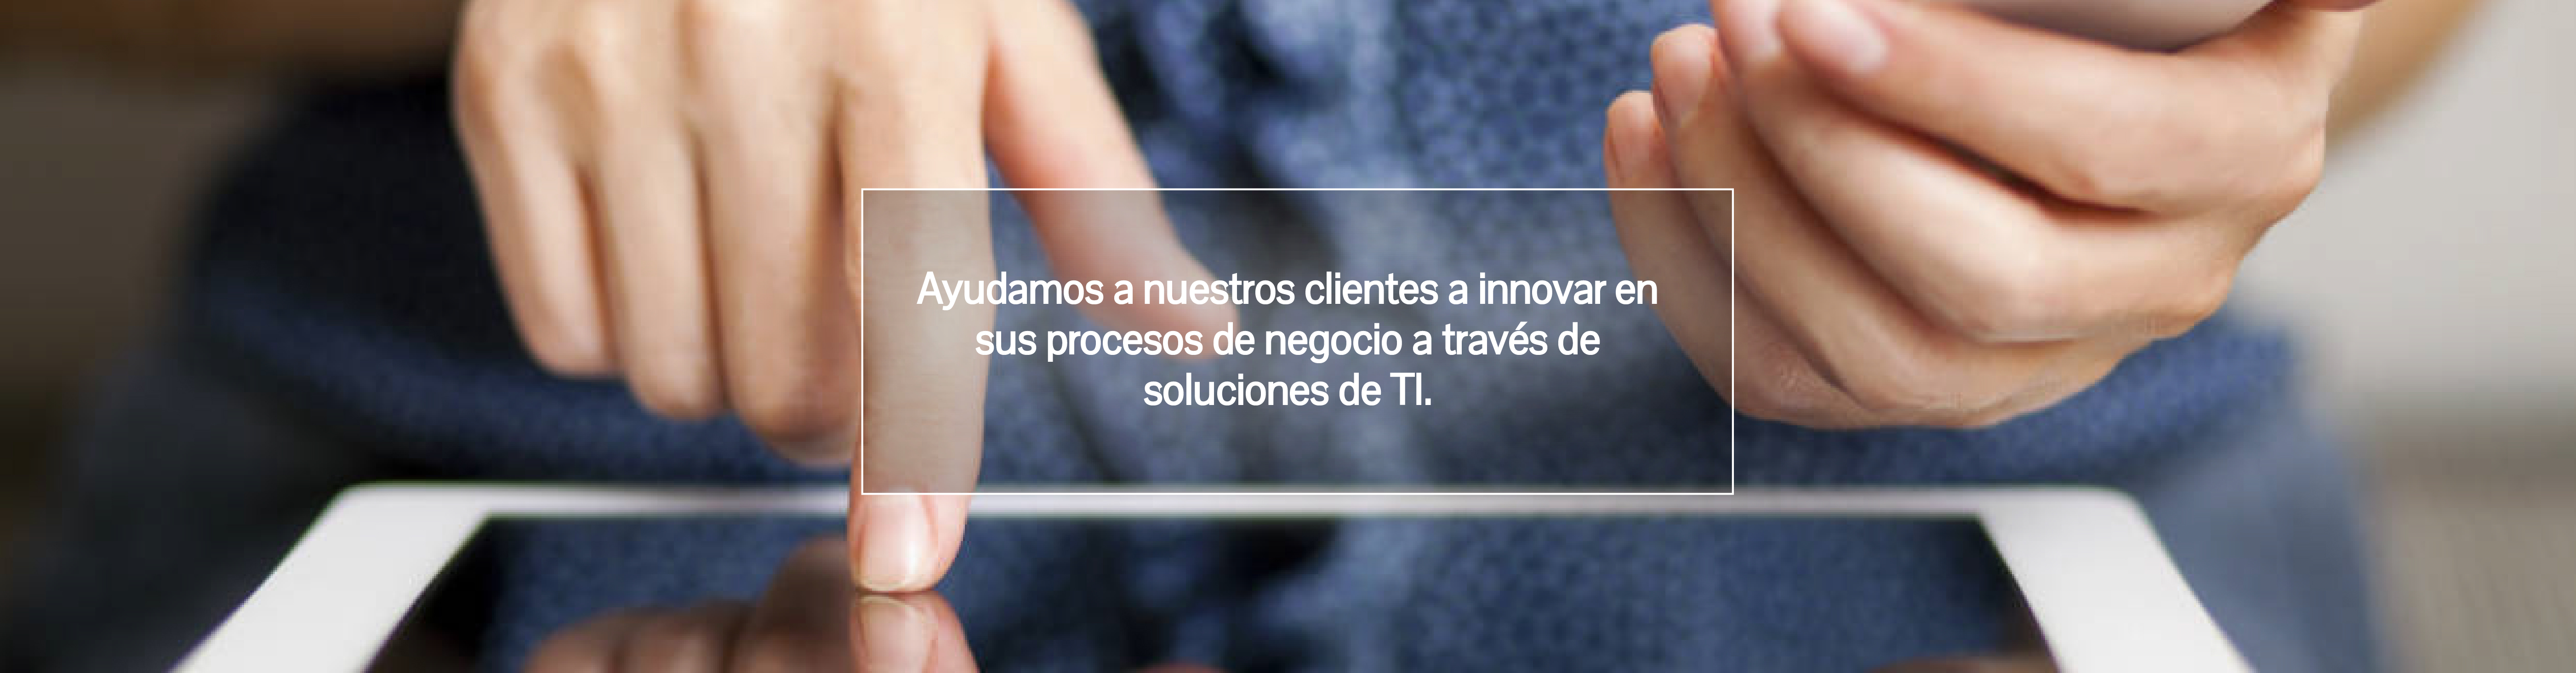 Ayudamos a nuestros clientes a innovar en
sus procesos de negocio a través de
soluciones de TI.